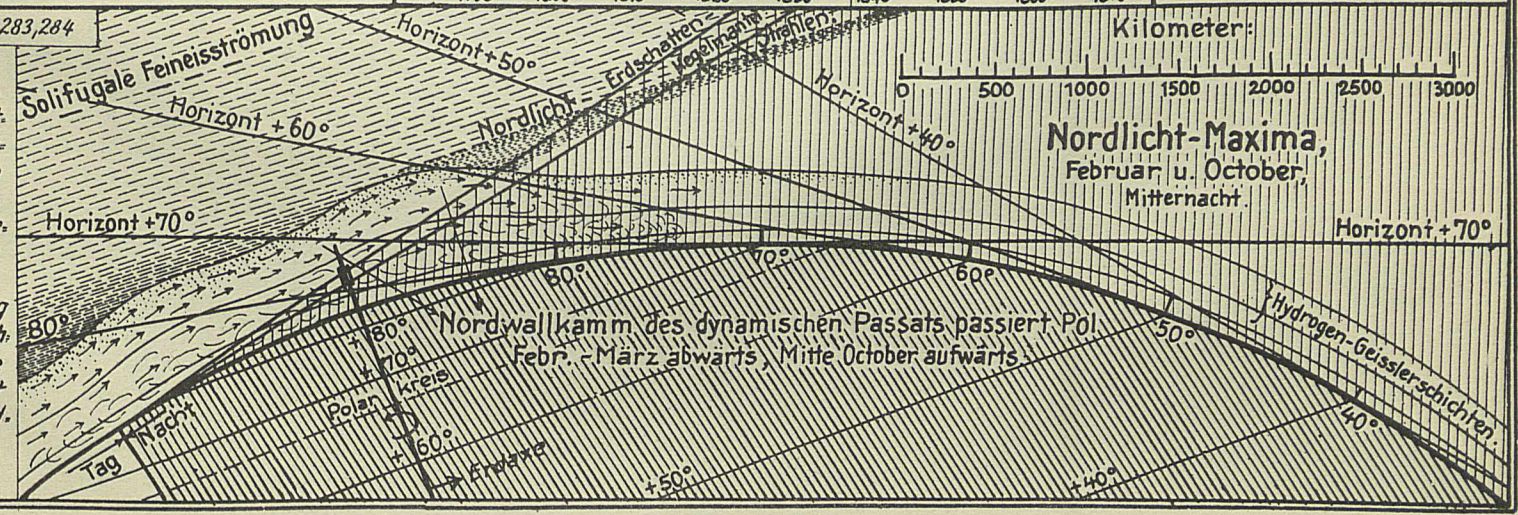 283,284
Solifugale Feineisströmung
Horizont +50°
Erdschatten-
Kegelmantel-
Strahlen.
Nordlicht-
Horizont +60°
Horizont +40°
Kilometer:
0 500 1000 1500 2000 2500 3000
Nordlicht-Maxima,
Februar u. October,
Mitternacht.
Horizont +70°
Horizont +70°
80°
80°
70°
60°
50°
40°
Hydrogen-Geisslerschichten.
Nordwallkamm des dynamischen Passats passiert Pol
Febr.-März abwärts, Mitte October aufwärts.
+80°
+70°
Polar kreis
+60°
Erdaxe
+50°
+40°
Nacht
Tag